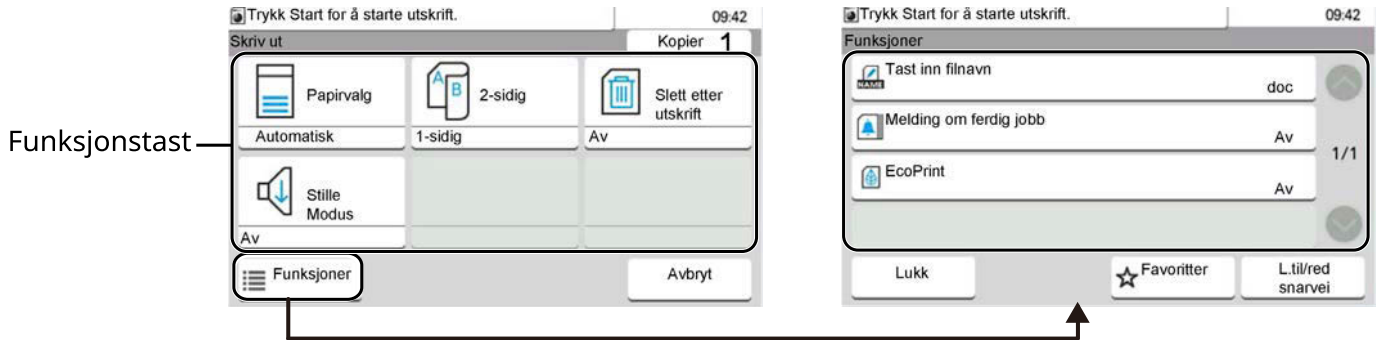 Trykk Start for å starte utskrift.
09:42
Skriv ut
Kopier 1
Papirvalg
Automatisk
A
B
2-sidig
1-sidig
Slett etter
utskrift
Av
Stille
Modus
Av
Funksjoner
Avbryt
Funksjonstast
Trykk Start for å starte utskrift.
09:42
Funksjoner
NAME
Tast inn filnavn
doc
Melding om ferdig jobb
Av
EcoPrint
Av
1/1
Lukk
Favoritter
L.til/red
snarvei